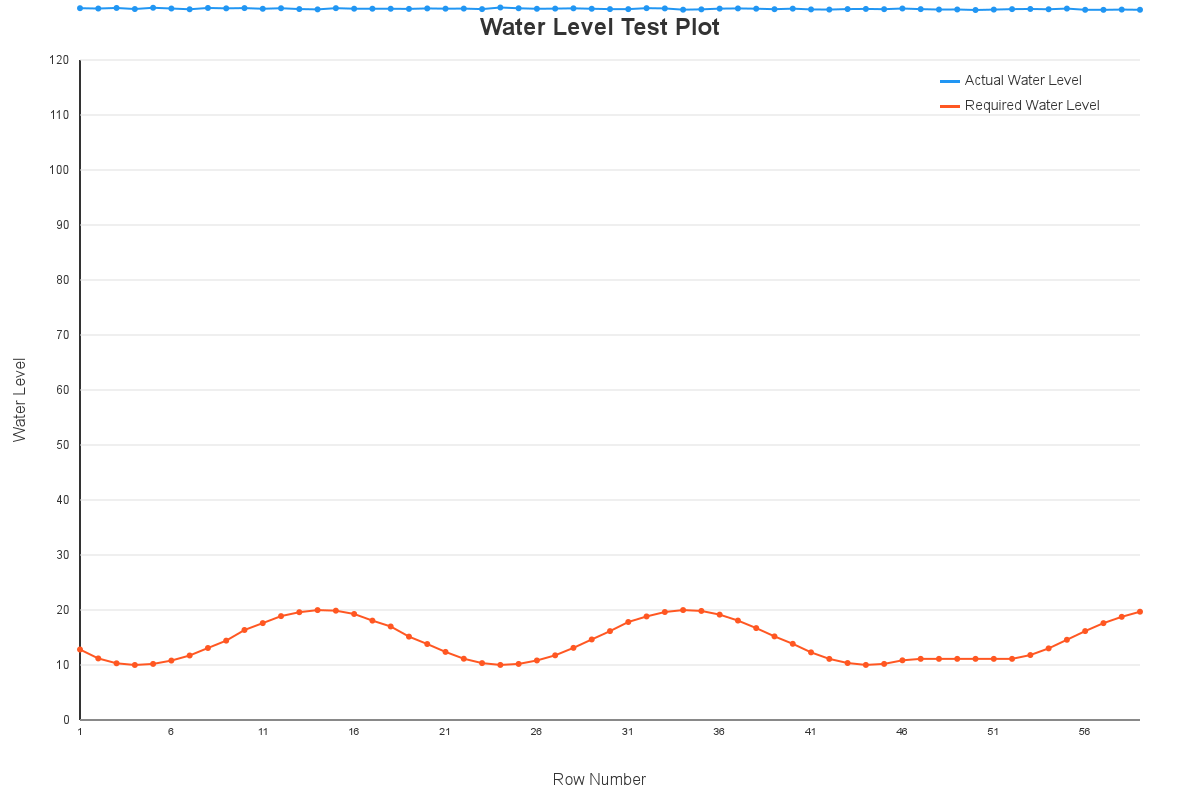 Water Level Test Plot
120
Actual Water Level
Required Water Level
110
100
90
80
70
60
50
40
30
20
10
0
Water Level
1 6 11 16 21 26 31 36 41 46 51 56
Row Number